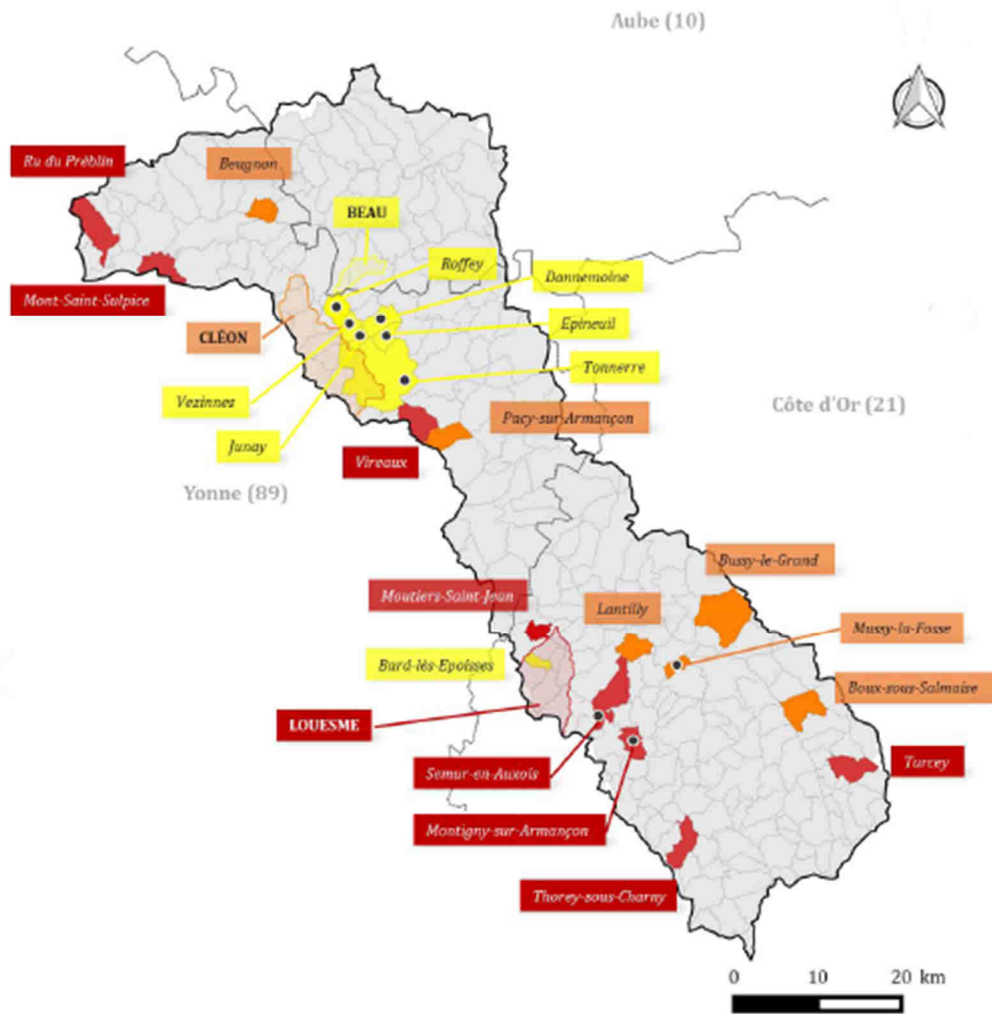 Aube (10)
Ru du Préblin
Beugnon
BEAU
Roffey
Dannemoine
Mont-Saint-Sulpice
CLÉON
Epineuil
Tonnerre
Vezinnes
Côte d'Or (21)
Pacy-sur-Armançon
Junay
Vireaux
Yonne (89)
Bussy-le-Grand
Moutiers-Saint-Jean
Lantilly
Mussy-la-Fosse
Bard-lés-Epoisses
Boux-sous-Salmaise
LOUESME
Turcey
Semur-en-Auxois
Montigny-sur-Armançon
Thorey-sous-Charny
0 10 20 km